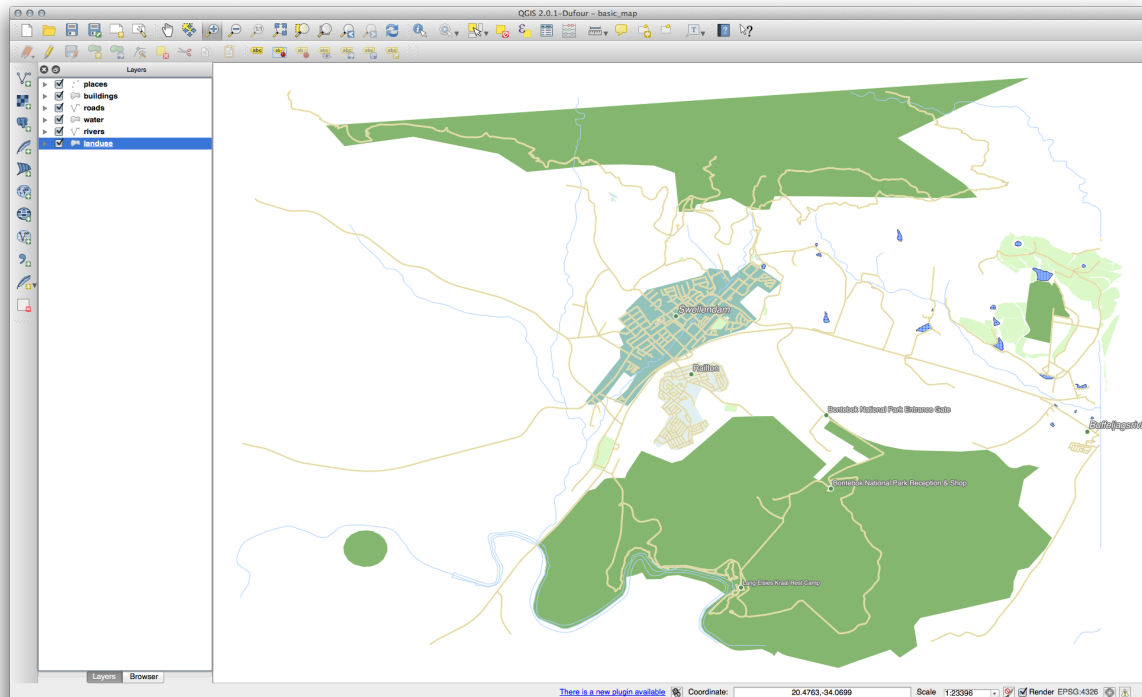 QGIS 2.0.1-Dufour - basic_map
Layers
places
buildings
roads
water
rivers
landuse
Swellendam
Railton
Bontebok National Park Entrance Gate
Bontebok National Park Reception & Shop
Lang Elsies Kraal Rest Camp
Layers Browser
There is a new plugin available Coordinate: 20.4763,-34.0699 Scale 1:23396 Render EPSG:4326